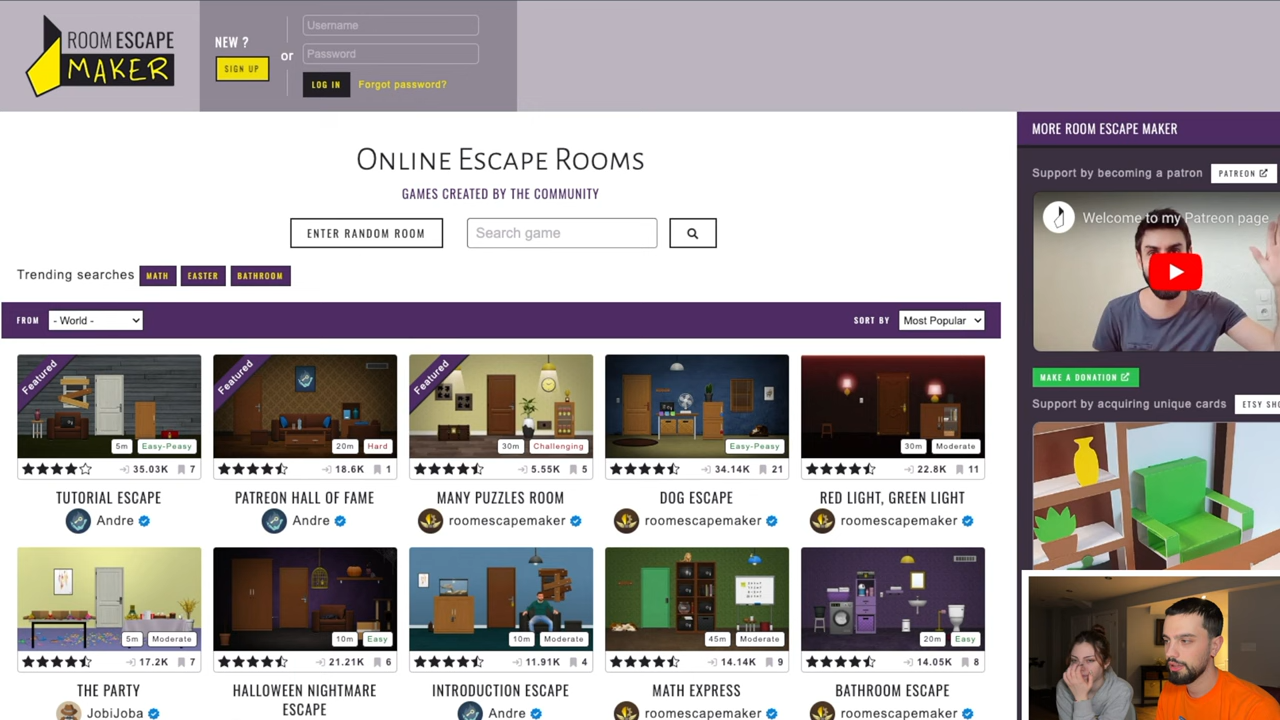 ROOM ESCAPE
MAKER
NEW ?
SIGN UP
or
Username
Password
LOG IN
Forgot password?
ONLINE ESCAPE ROOMS
GAMES CREATED BY THE COMMUNITY
ENTER RANDOM ROOM
Search game
Trending searches
MATH
EASTER
BATHROOM
FROM
- World -
SORT BY
Most Popular
Featured
5m
Easy-Peasy
35.03K
7
TUTORIAL ESCAPE
Andre
Featured
20m
Hard
18.6K
1
PATREON HALL OF FAME
Andre
Featured
30m
Challenging
5.55K
5
MANY PUZZLES ROOM
roomescapemaker
Easy-Peasy
34.14K
21
DOG ESCAPE
roomescapemaker
30m
Moderate
22.8K
11
RED LIGHT, GREEN LIGHT
roomescapemaker
5m
Moderate
17.2K
7
THE PARTY
JobiJoba
10m
Easy
21.21K
6
HALLOWEEN NIGHTMARE
ESCAPE
10m
Moderate
11.91K
4
INTRODUCTION ESCAPE
Andre
45m
Moderate
14.14K
9
MATH EXPRESS
roomescapemaker
20m
Easy
14.05K
8
BATHROOM ESCAPE
roomescapemaker
MORE ROOM ESCAPE MAKER
Support by becoming a patron
PATREON
Welcome to my Patreon page
MAKE A DONATION
Support by acquiring unique cards
ETSY SHO